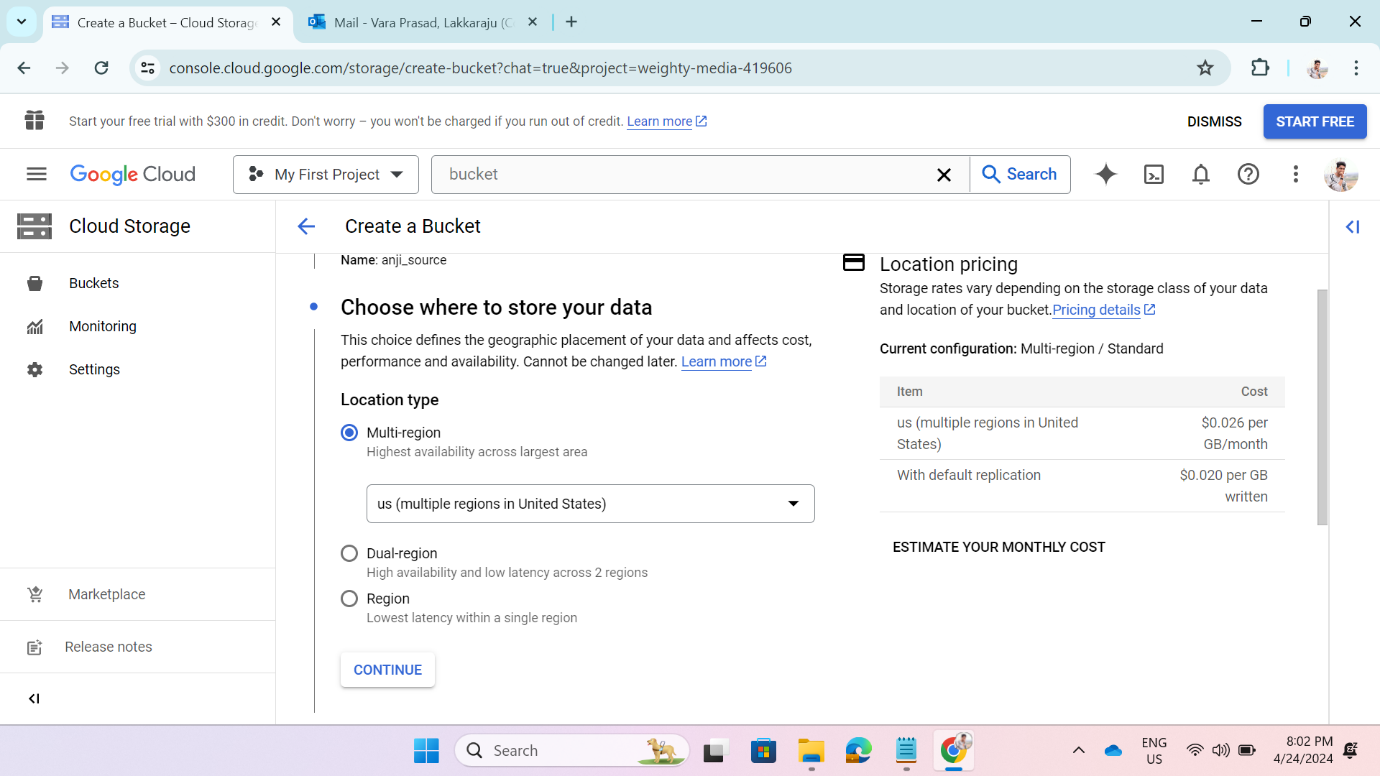 Create a Bucket – Cloud Storage
Mail - Vara Prasad, Lakkaraju (C
console.cloud.google.com/storage/create-bucket?chat=true&project=weighty-media-419606
Start your free trial with $300 in credit. Don't worry – you won't be charged if you run out of credit. Learn more
DISMISS
START FREE
Google Cloud
My First Project
bucket
Search
Cloud Storage
Buckets
Monitoring
Settings
Marketplace
Release notes
Create a Bucket
Name: anji_source
Choose where to store your data
This choice defines the geographic placement of your data and affects cost,
performance and availability. Cannot be changed later. Learn more
Location type
Multi-region
Highest availability across largest area
us (multiple regions in United States)
Dual-region
High availability and low latency across 2 regions
Region
Lowest latency within a single region
CONTINUE
Location pricing
Storage rates vary depending on the storage class of your data
and location of your bucket. Pricing details
Current configuration: Multi-region / Standard
Item Cost
us (multiple regions in United $0.026 per
States) GB/month
With default replication $0.020 per GB
written
ESTIMATE YOUR MONTHLY COST
Search
ENG
US
8:02 PM
4/24/2024